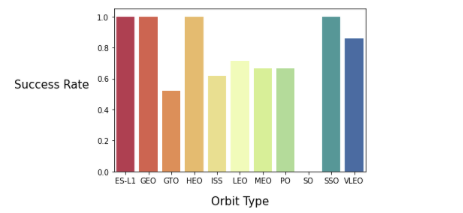 1.0
0.8
0.6
0.4
0.2
0.0
Success Rate
ES-L1 GEO GTO HEO ISS LEO MEO PO SO SSO VLEO
Orbit Type